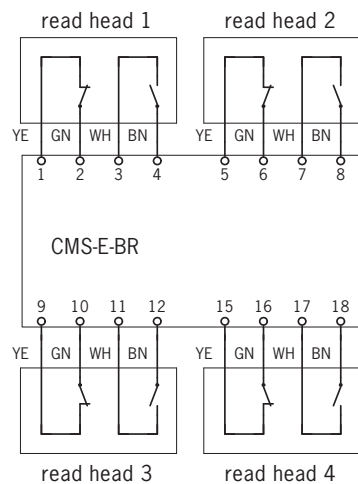 read head 1 read head 2
YE GN WH BN YE GN WH BN
1 2 3 4 5 6 7 8
CMS-E-BR
9 10 11 12 15 16 17 18
YE GN WH BN YE GN WH BN
read head 3 read head 4